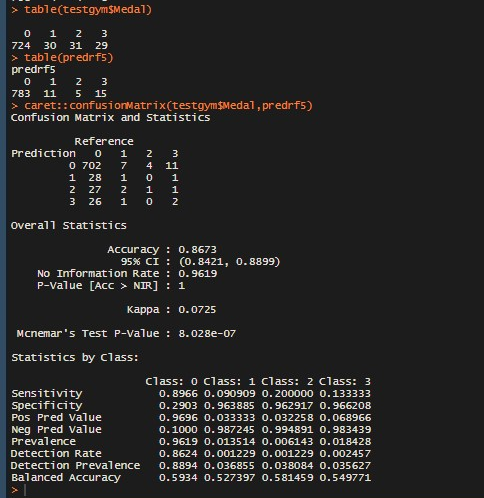 > table(testgym$Medal)
0 1 2 3
724 30 31 29
> table(predrf5)
predrf5
0 1 2 3
783 11 5 15
> caret::confusionMatrix(testgym$Medal,predrf5)
Confusion Matrix and Statistics
Reference
Prediction 0 1 2 3
0 702 7 4 11
1 28 1 0 1
2 27 2 1 1
3 26 1 0 2
Overall Statistics
Accuracy : 0.8673
95% CI : (0.8421, 0.8899)
No Information Rate : 0.9619
P-Value [Acc > NIR] : 1
Kappa : 0.0725
Mcnemar's Test P-Value : 8.028e-07
Statistics by Class:
Class: 0 Class: 1 Class: 2 Class: 3
Sensitivity 0.8966 0.090909 0.200000 0.133333
Specificity 0.2903 0.963885 0.962917 0.966208
Pos Pred Value 0.9696 0.033333 0.032258 0.068966
Neg Pred Value 0.1000 0.987245 0.994891 0.983439
Prevalence 0.9619 0.013514 0.006143 0.018428
Detection Rate 0.8624 0.001229 0.001229 0.002457
Detection Prevalence 0.8894 0.036855 0.038084 0.035627
Balanced Accuracy 0.5934 0.527397 0.581459 0.549771
>